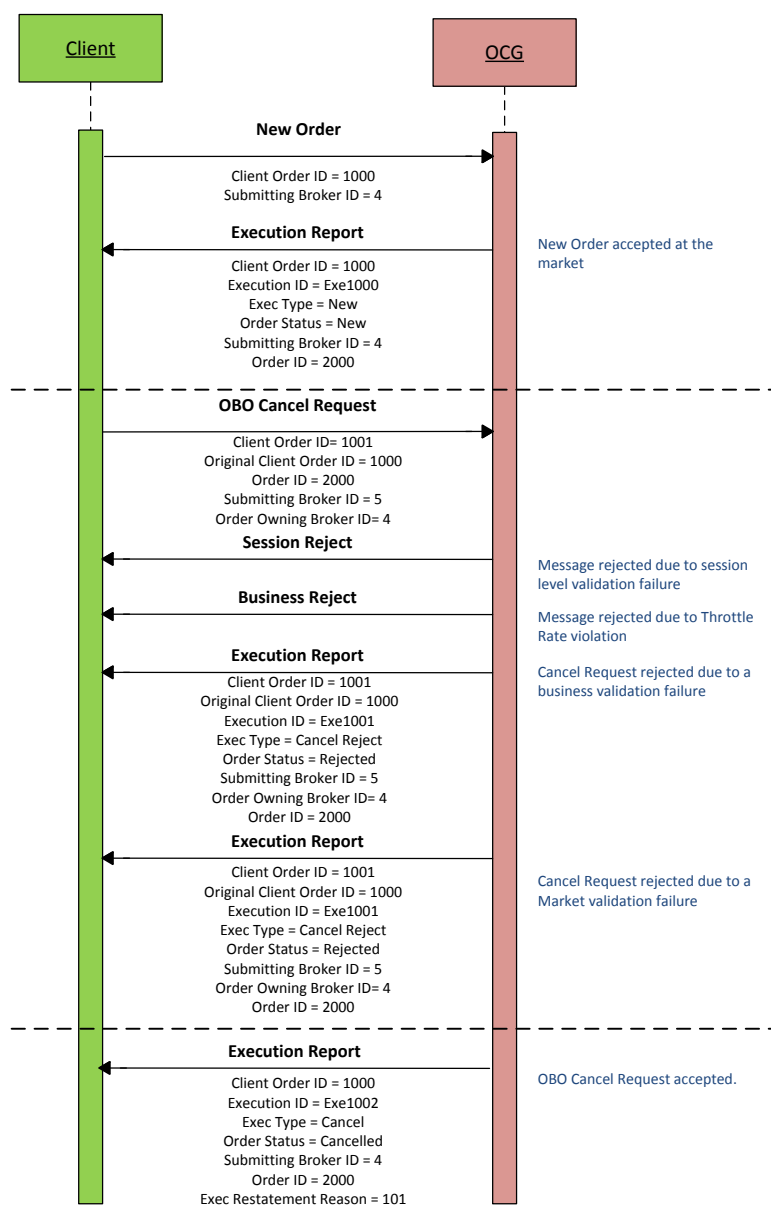 Client
OCG
New Order
Client Order ID = 1000
Submitting Broker ID = 4
Execution Report
New Order accepted at the
market
Client Order ID = 1000
Execution ID = Exe1000
Exec Type = New
Order Status = New
Submitting Broker ID = 4
Order ID = 2000
OBO Cancel Request
Client Order ID= 1001
Original Client Order ID = 1000
Order ID = 2000
Submitting Broker ID = 5
Order Owning Broker ID= 4
Session Reject
Message rejected due to session
level validation failure
Business Reject
Message rejected due to Throttle
Rate violation
Execution Report
Cancel Request rejected due to a
business validation failure
Client Order ID = 1001
Original Client Order ID = 1000
Execution ID = Exe1001
Exec Type = Cancel Reject
Order Status = Rejected
Submitting Broker ID = 5
Order Owning Broker ID= 4
Order ID = 2000
Execution Report
Cancel Request rejected due to a
Market validation failure
Client Order ID = 1001
Original Client Order ID = 1000
Execution ID = Exe1001
Exec Type = Cancel Reject
Order Status = Rejected
Submitting Broker ID = 5
Order Owning Broker ID= 4
Order ID = 2000
Execution Report
OBO Cancel Request accepted.
Client Order ID = 1000
Execution ID = Exe1002
Exec Type = Cancel
Order Status = Cancelled
Submitting Broker ID = 4
Order ID = 2000
Exec Restatement Reason = 101